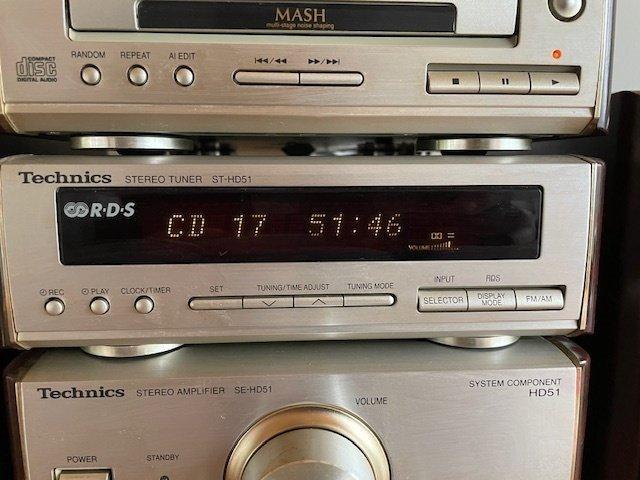 MASH
multi-stage noise shaping
COMPACT
disc
DIGITAL AUDIO
RANDOM REPEAT AI EDIT
Technics STEREO TUNER ST-HD51
R·D·S
CD 17 51:46
VOLUME
REC PLAY CLOCK/TIMER
SET TUNING/TIME ADJUST TUNING MODE
INPUT RDS
SELECTOR DISPLAY MODE FM/AM
Technics STEREO AMPLIFIER SE-HD51
VOLUME
SYSTEM COMPONENT
HD51
POWER STANDBY